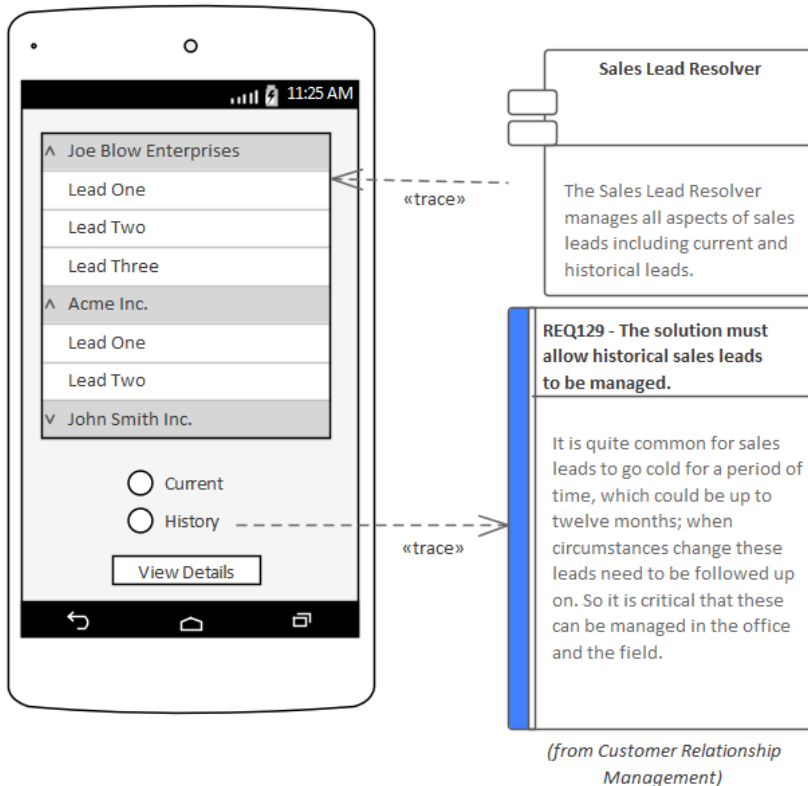 11:25 AM
^ Joe Blow Enterprises
Lead One
Lead Two
Lead Three
^ Acme Inc.
Lead One
Lead Two
v John Smith Inc.
Current
History
View Details
«trace»
«trace»
Sales Lead Resolver
The Sales Lead Resolver
manages all aspects of sales
leads including current and
historical leads.
REQ129 - The solution must
allow historical sales leads
to be managed.
It is quite common for sales
leads to go cold for a period of
time, which could be up to
twelve months; when
circumstances change these
leads need to be followed up
on. So it is critical that these
can be managed in the office
and the field.
(from Customer Relationship
Management)